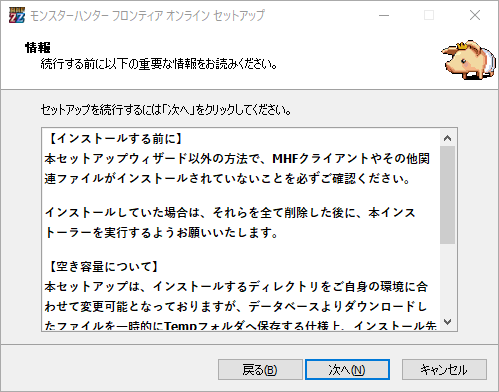 モンスターハンター フロンティア オンライン セットアップ
情報
続行する前に以下の重要な情報をお読みください。
セットアップを続行するには「次へ」をクリックしてください。
【インストールする前に】
本セットアップウィザード以外の方法で、MHFクライアントやその他関
連ファイルがインストールされていないことを必ずご確認ください。
インストールしていた場合は、それらを全て削除した後に、本インス
トーラーを実行するようお願いいたします。
【空き容量について】
本セットアップは、インストールするディレクトリをご自身の環境に合
わせて変更可能となっておりますが、データベースよりダウンロードし
たファイルを一時的にTempフォルダへ保存する仕様上、インストール先
戻る(B)
次へ(N)
キャンセル